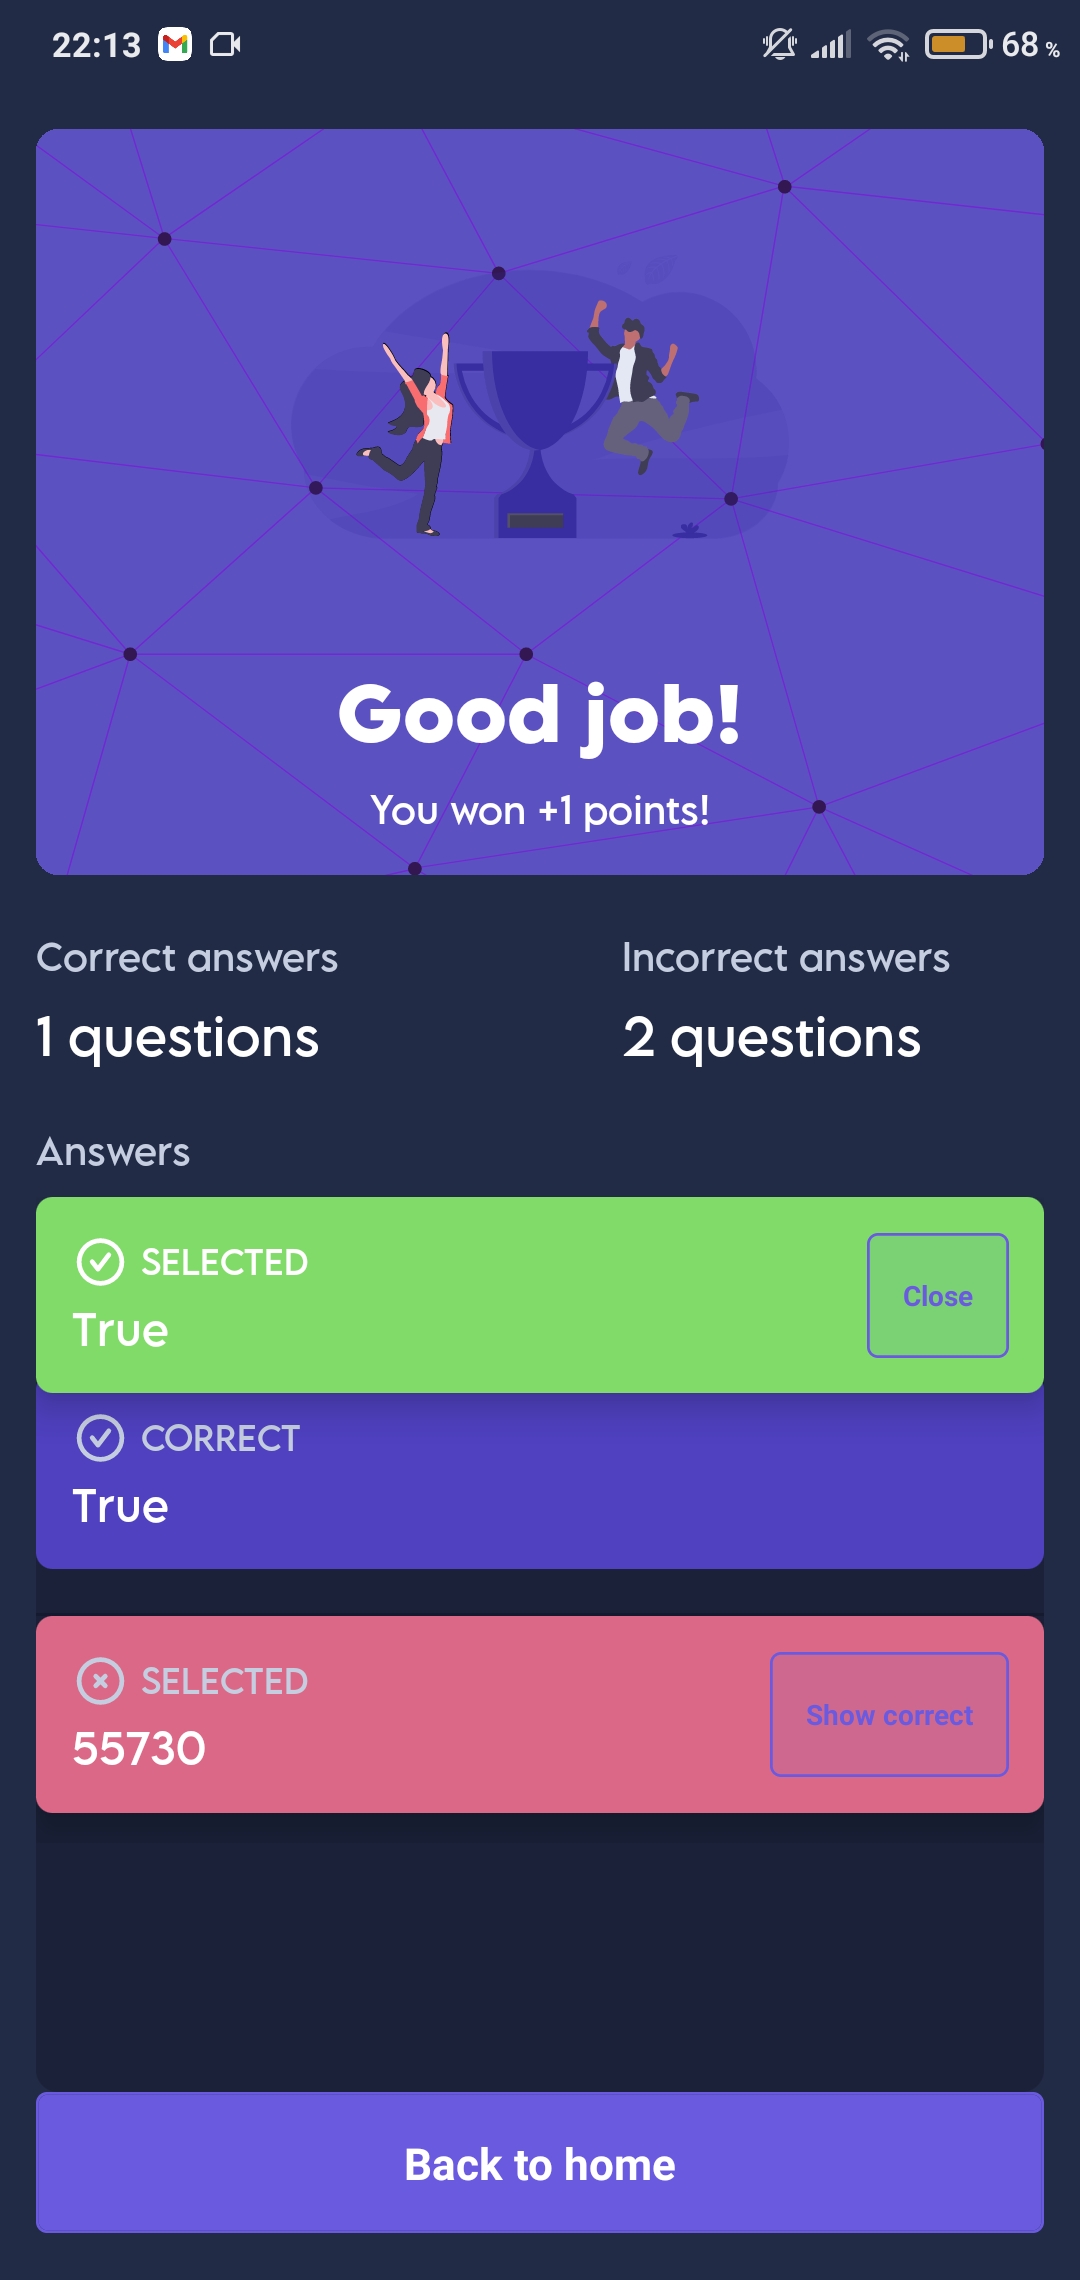 22:13 68 %
Good job!
You won +1 points!
Correct answers Incorrect answers
1 questions 2 questions
Answers
SELECTED
True
Close
CORRECT
True
SELECTED
55730
Show correct
Back to home